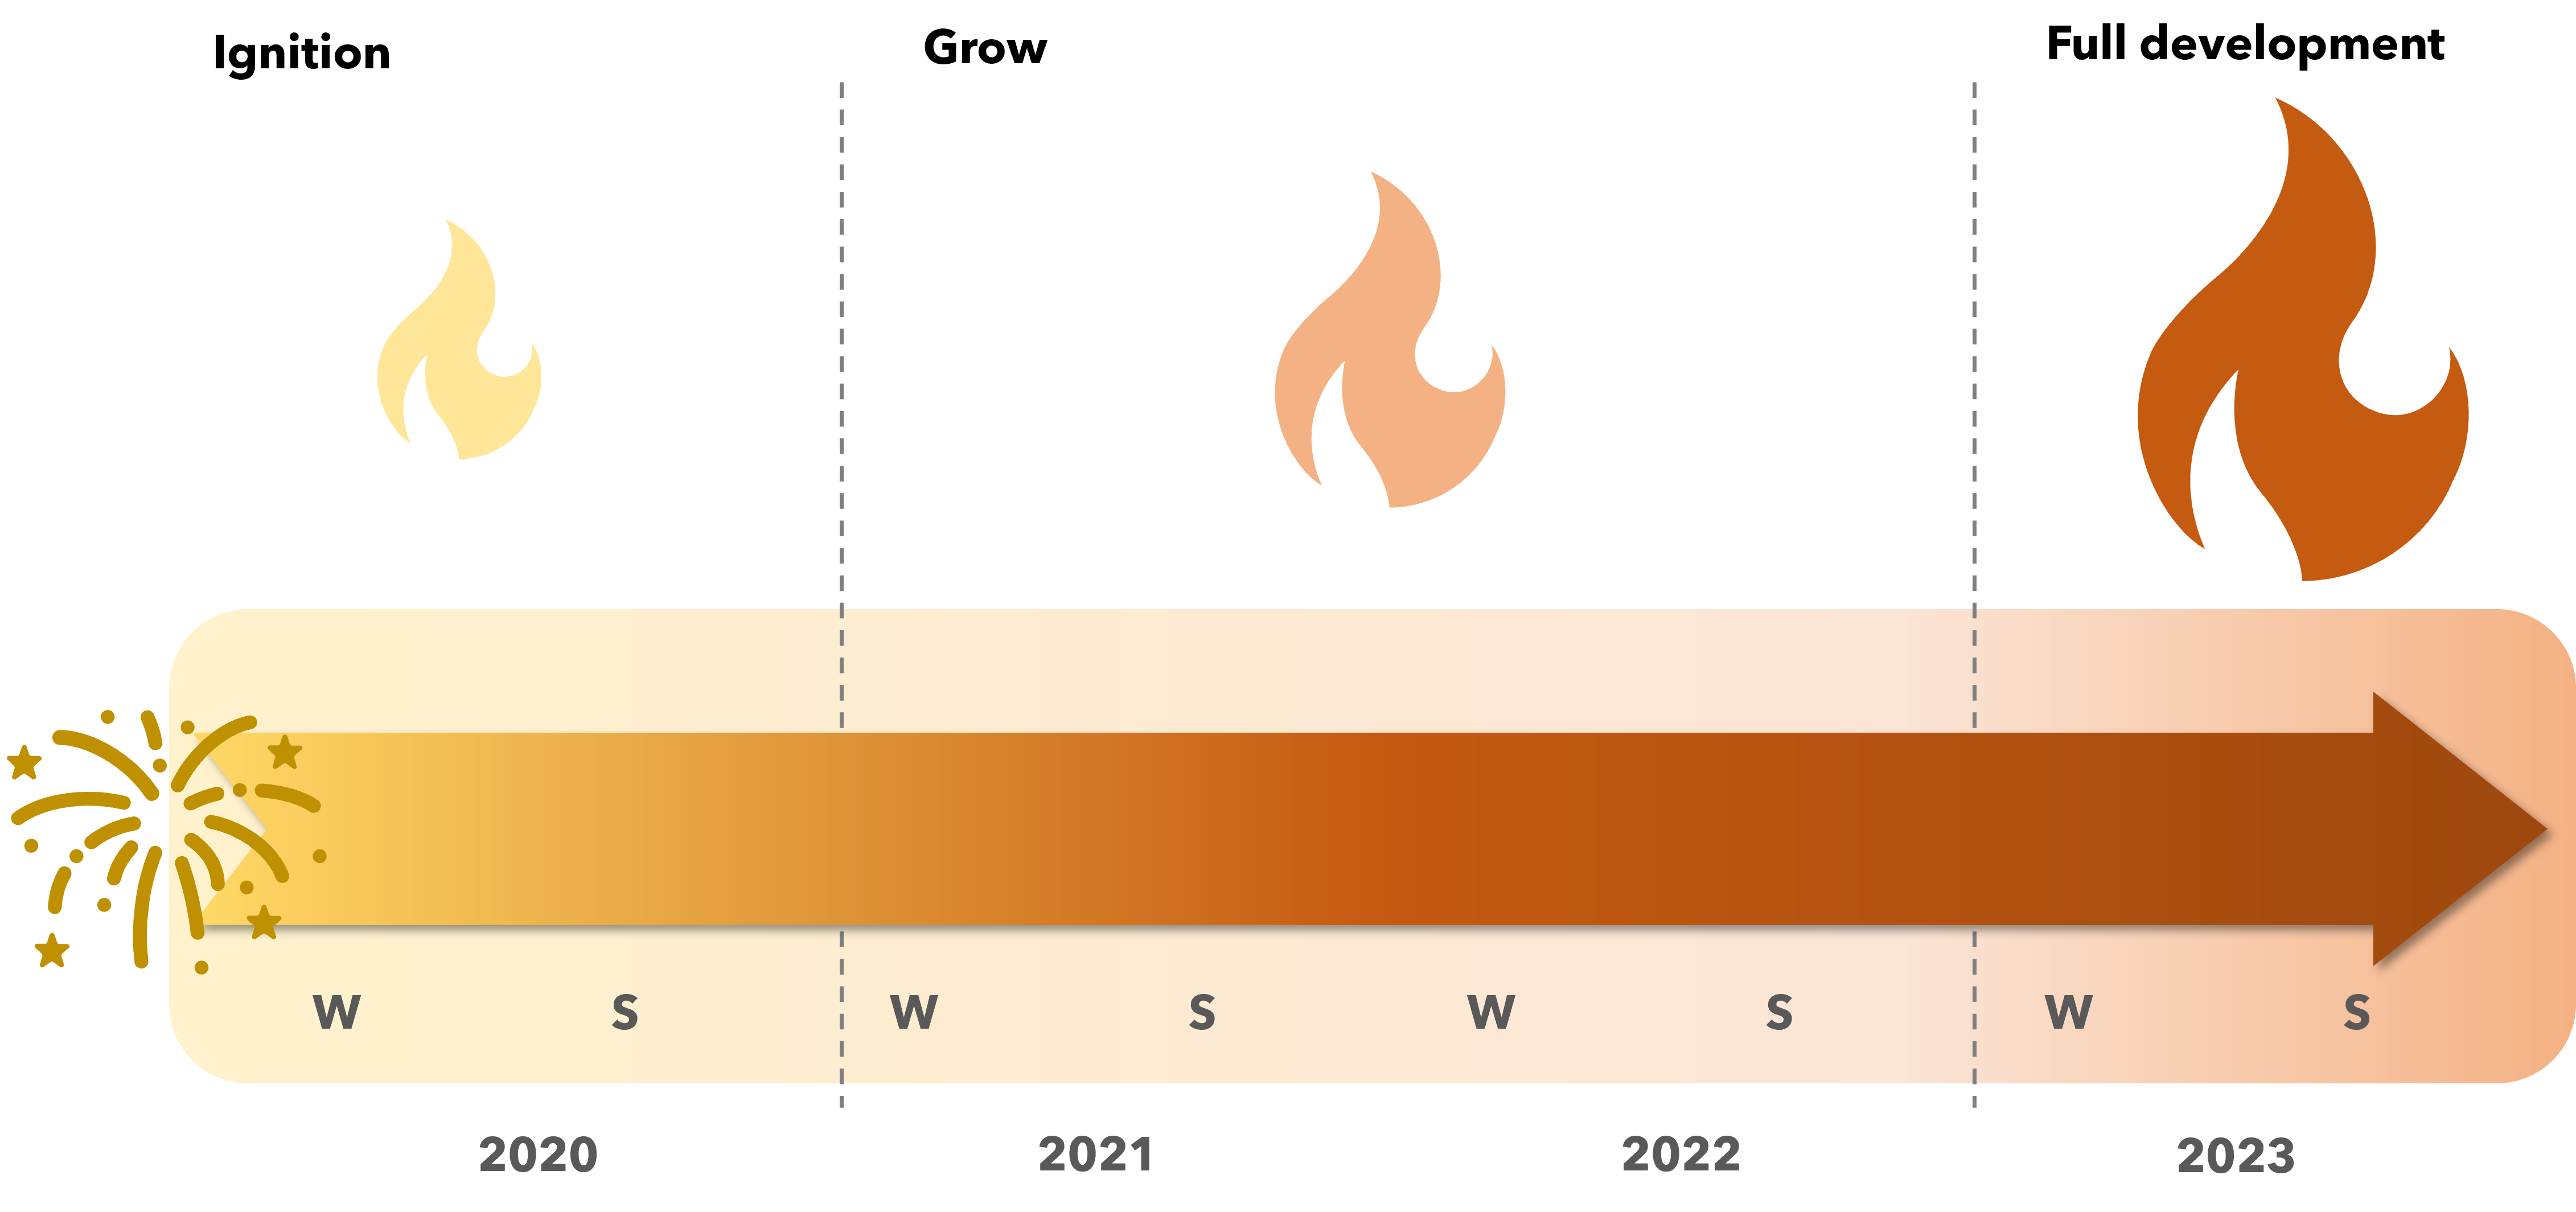 Ignition
Grow
Full development
W S W S W S W S
2020 2021 2022 2023